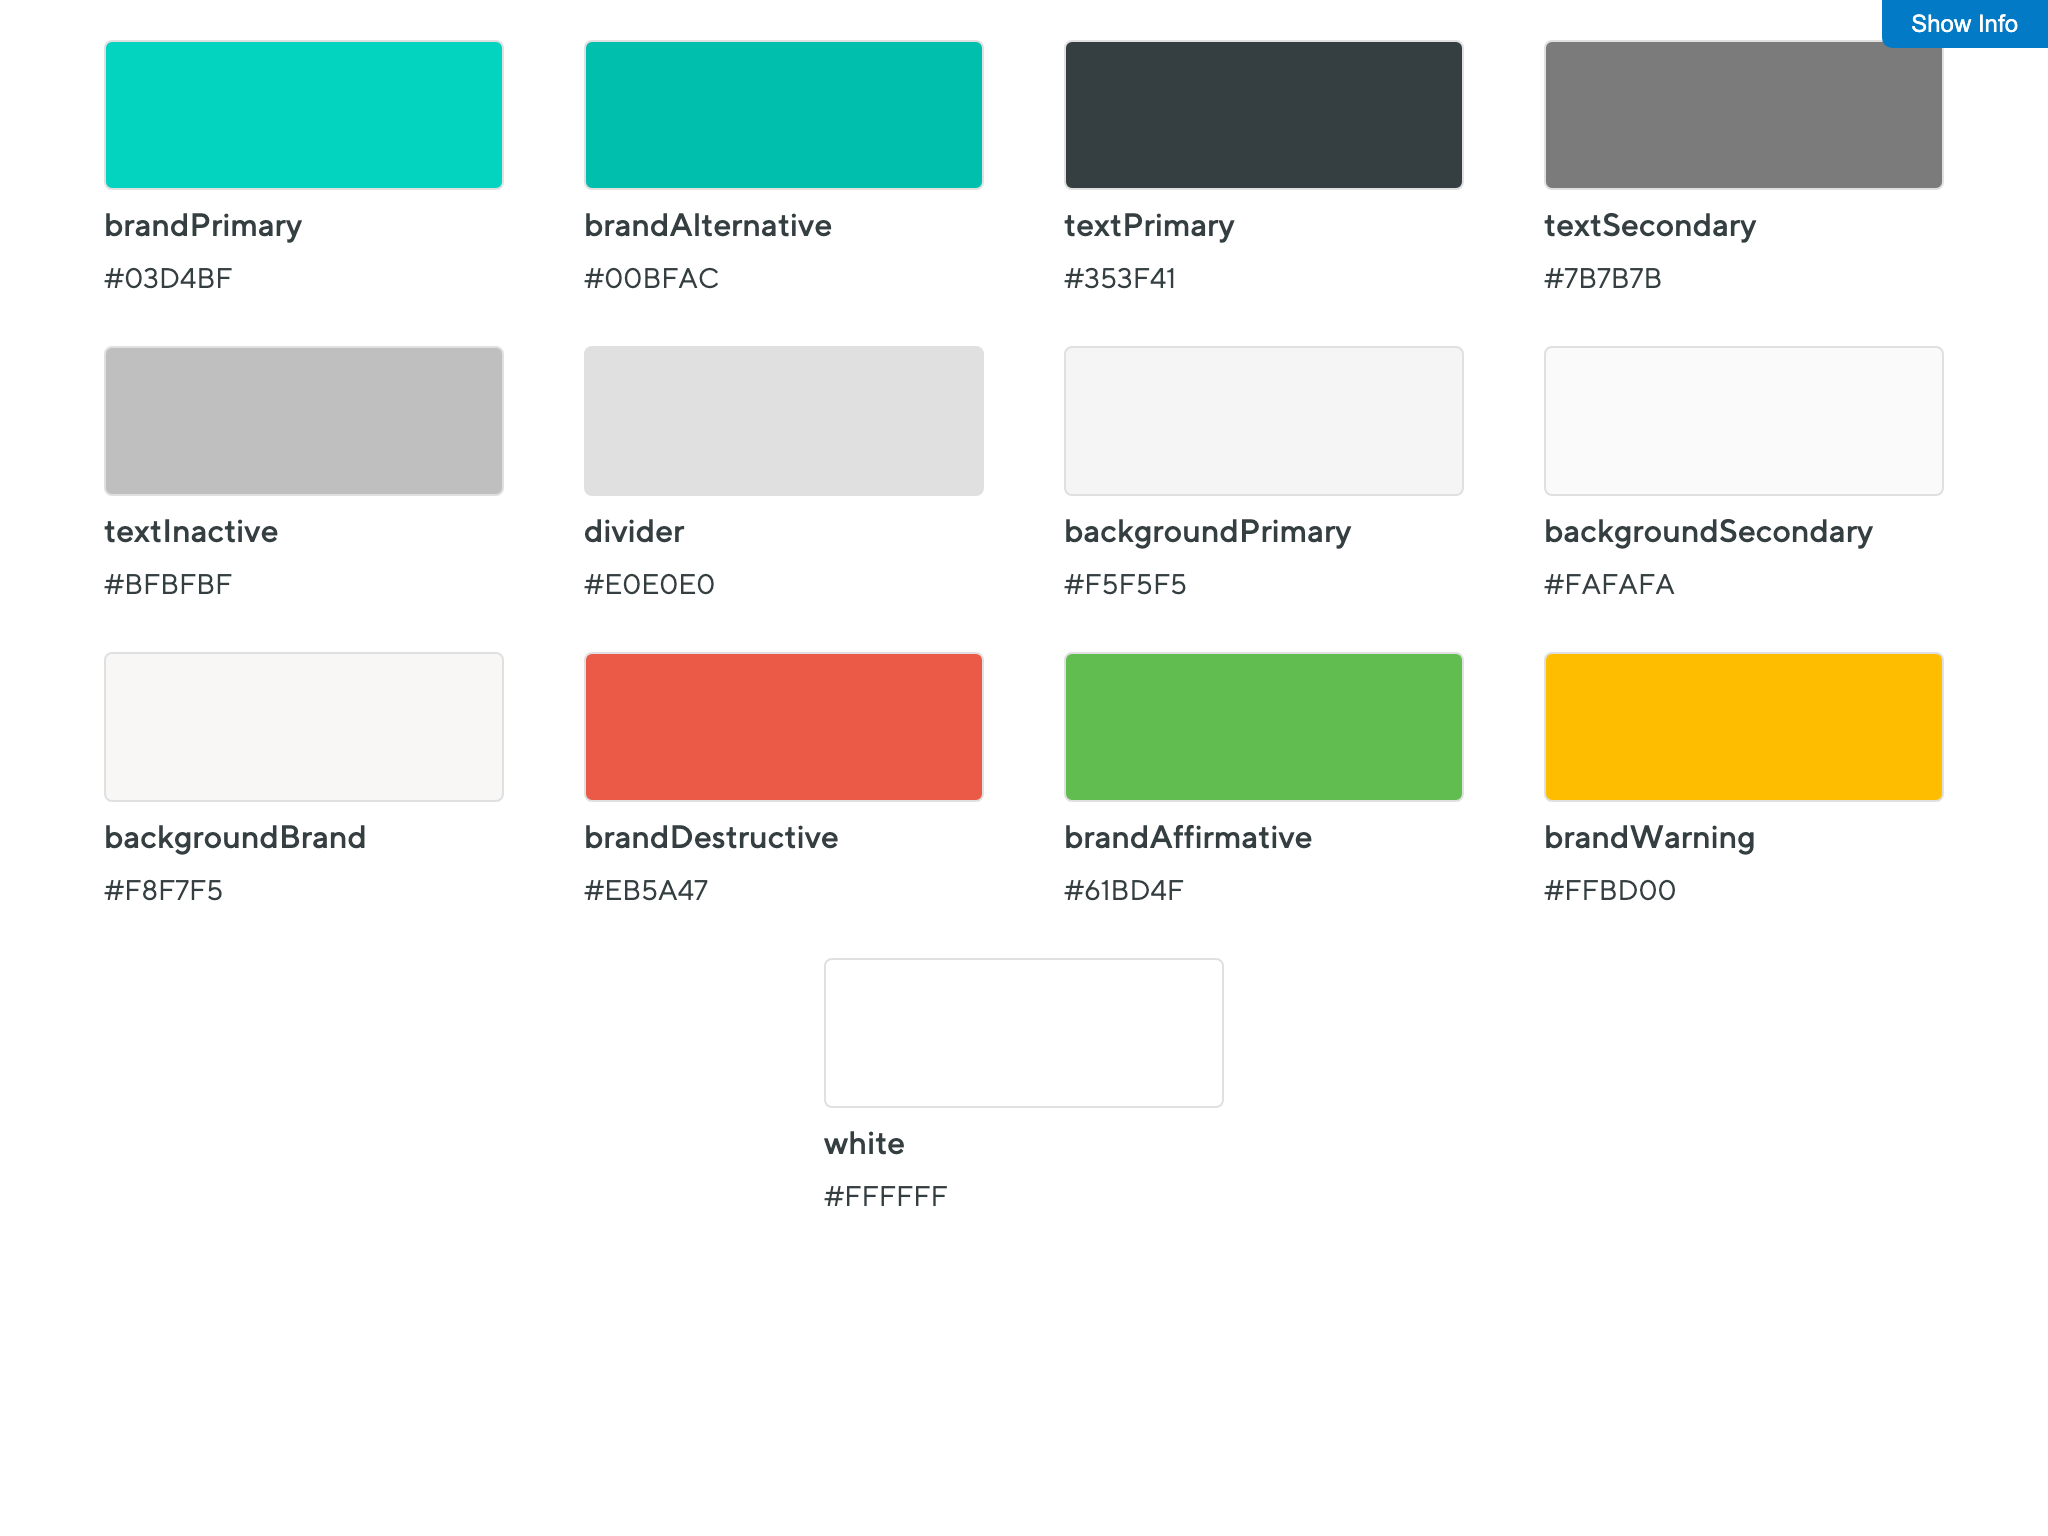 Show Info
brandPrimary
#03D4BF
brandAlternative
#00BFAC
textPrimary
#353F41
textSecondary
#7B7B7B
textInactive
#BFBFBF
divider
#E0E0E0
backgroundPrimary
#F5F5F5
backgroundSecondary
#FAFAFA
backgroundBrand
#F8F7F5
brandDestructive
#EB5A47
brandAffirmative
#61BD4F
brandWarning
#FFBD00
white
#FFFFFF